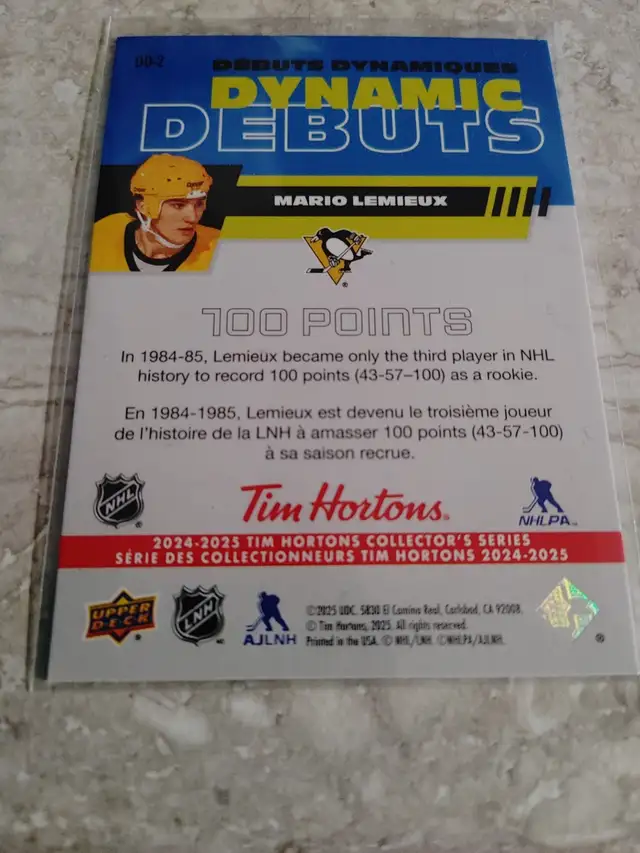 DD-2
DÉBUTS DYNAMIQUES
DYNAMIC
DEBUTS
MARIO LEMIEUX
100 POINTS
In 1984-85, Lemieux became only the third player in NHL
history to record 100 points (43-57–100) as a rookie.
En 1984-1985, Lemieux est devenu le troisième joueur
de l'histoire de la LNH à amasser 100 points (43-57-100)
à sa saison recrue.
NHL
Tim Hortons.
NHLPA
2024-2025 TIM HORTONS COLLECTOR'S SERIES
SÉRIE DES COLLECTIONNEURS TIM HORTONS 2024-2025
UPPER
DECK
LNH
AJLNH
©2025 UDC. 5830 El Camino Real, Carlsbad, CA 92008.
© Tim Hortons, 2025. All rights reserved.
Printed in the USA. © NHL/LNH. ©NHLPA/AJLNH.